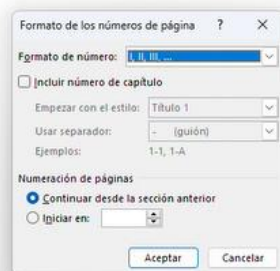 Formato de los números de página ? ×
Formato de número: I, II, III, ...
Incluir número de capítulo
Empezar con el estilo: Título 1
Usar separador: - (guión)
Ejemplos: 1-1, 1-A
Numeración de páginas
Continuar desde la sección anterior
Iniciar en:
Aceptar Cancelar